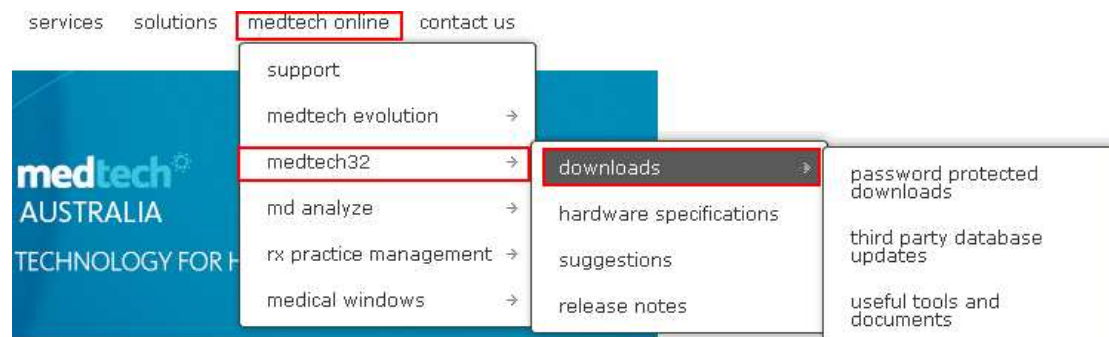 services solutions medtech online contact us
support
medtech evolution
medtech32
md analyze
rx practice management
medical windows
downloads
hardware specifications
suggestions
release notes
password protected
downloads
third party database
updates
useful tools and
documents
medtech
AUSTRALIA
TECHNOLOGY FOR